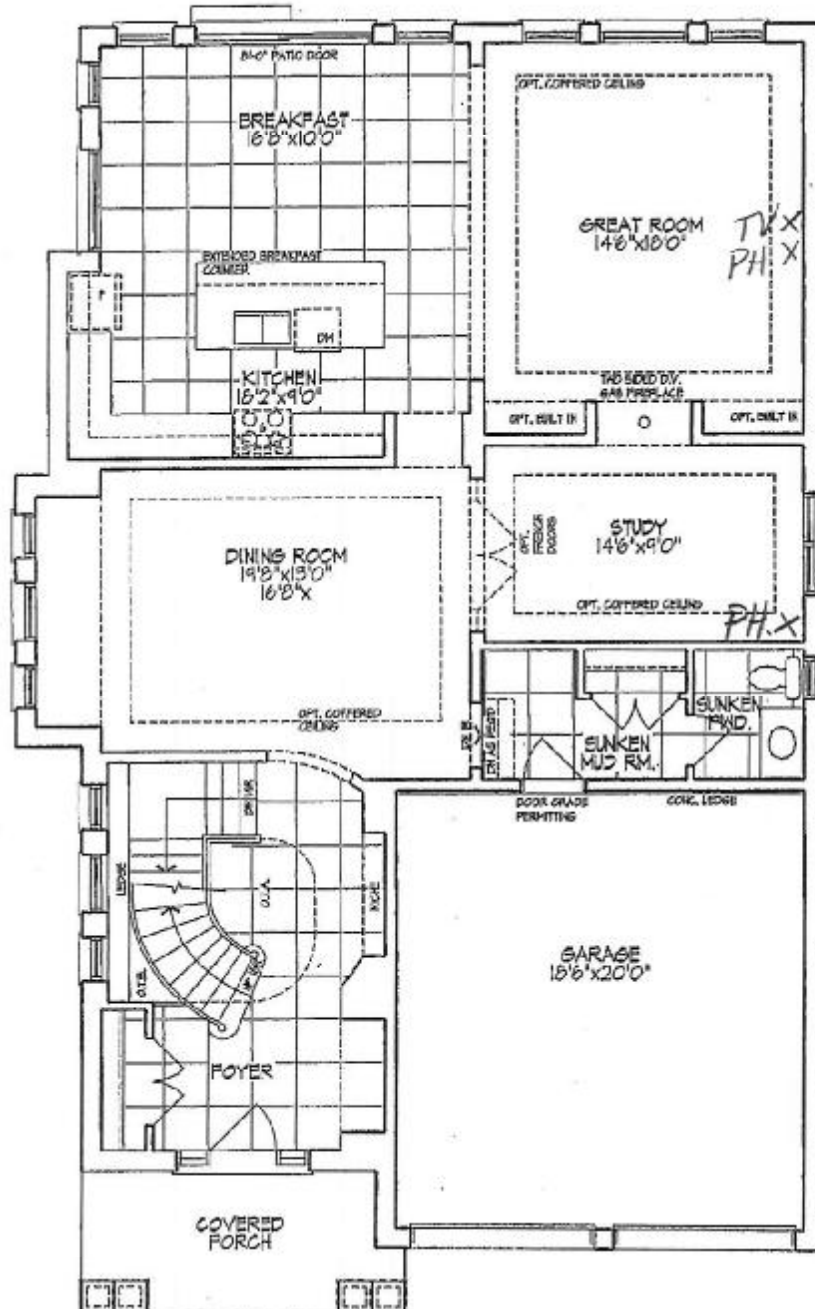 8'-0" PATIO DOOR
BREAKFAST
16'8"x10'0"
OPT. COFFERED CEILING
GREAT ROOM
14'6"x18'0"
TV X
PH X
EXTENDED BREAKFAST
COUNTER
F
DW
KITCHEN
16'2"x9'0"
TWO SIDED D.V.
GAS FIREPLACE
OPT. BUILT IN
OPT. BUILT IN
DINING ROOM
19'8"x13'0"
16'8"x
OPT.
FRENCH
DOORS
STUDY
14'6"x9'0"
OPT. COFFERED CEILING
PH. X
OPT. COFFERED
CEILING
DN AS REQ'D
SUNKEN
MUD RM.
SUNKEN
PWD.
DOOR GRADE
PERMITTING
CONC. LEDGE
LEDGE
O.T.B.
O.T.A.
NICHE
GARAGE
18'6"x20'0"
FOYER
COVERED
PORCH